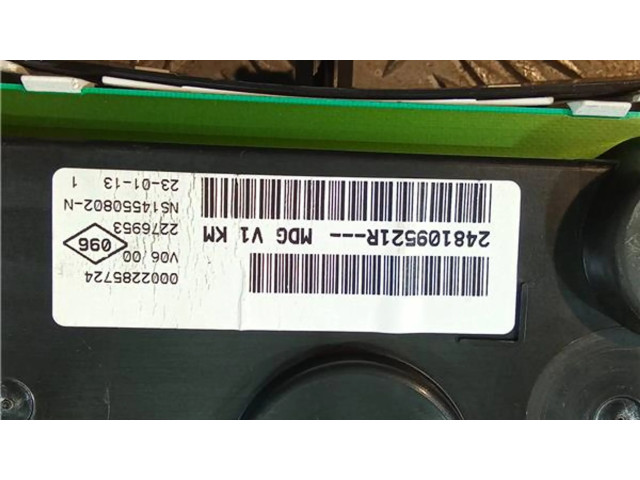 0002285724
V06 00
096
2276953
NS14550802-N
23-01-13 1
248109521R--- MDG V1 KM